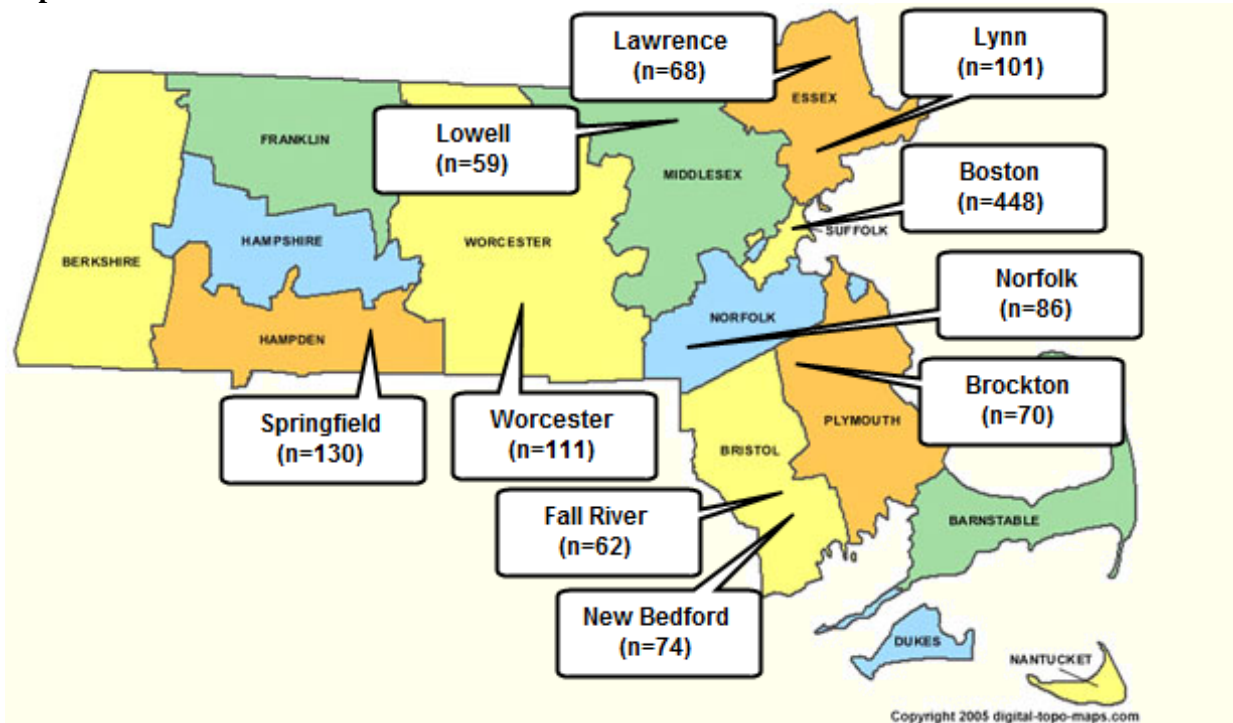 Lawrence
(n=68)
Lynn
(n=101)
ESSEX
Lowell
(n=59)
FRANKLIN
MIDDLESEX
Boston
(n=448)
SUFFOLK
HAMPSHIRE
WORCESTER
BERKSHIRE
Norfolk
(n=86)
NORFOLK
HAMPDEN
Brockton
(n=70)
Springfield
(n=130)
Worcester
(n=111)
PLYMOUTH
BRISTOL
Fall River
(n=62)
BARNSTABLE
New Bedford
(n=74)
DUKES
NANTUCKET
Copyright 2005 digital-topo-maps.com